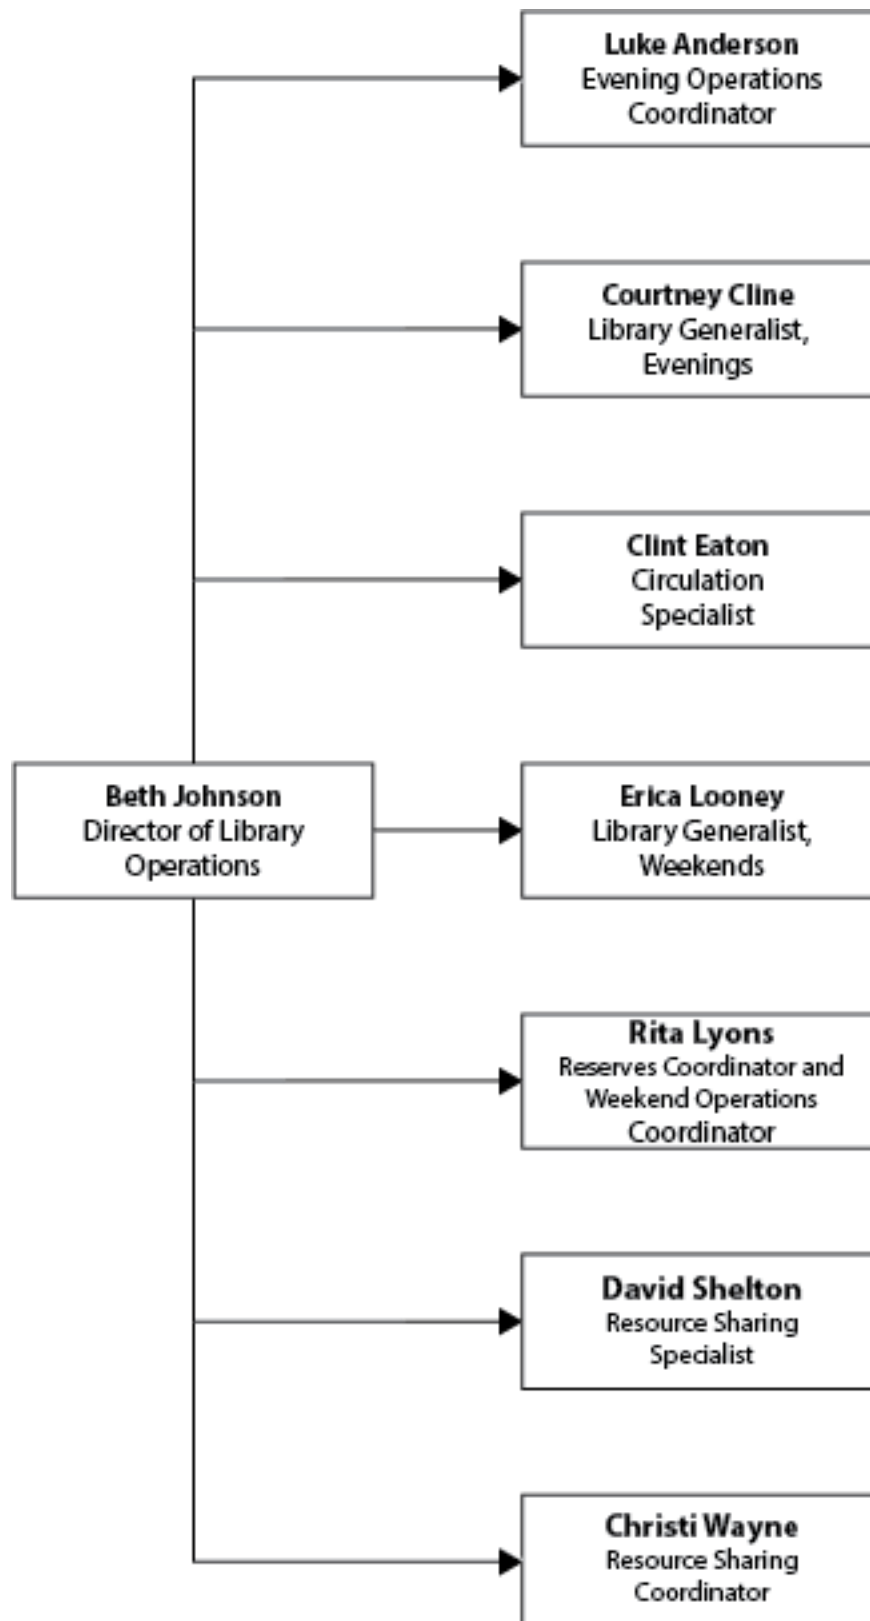 Luke Anderson
Evening Operations
Coordinator
Courtney Cline
Library Generalist,
Evenings
Clint Eaton
Circulation
Specialist
Beth Johnson
Director of Library
Operations
Erica Looney
Library Generalist,
Weekends
Rita Lyons
Reserves Coordinator and
Weekend Operations
Coordinator
David Shelton
Resource Sharing
Specialist
Christi Wayne
Resource Sharing
Coordinator